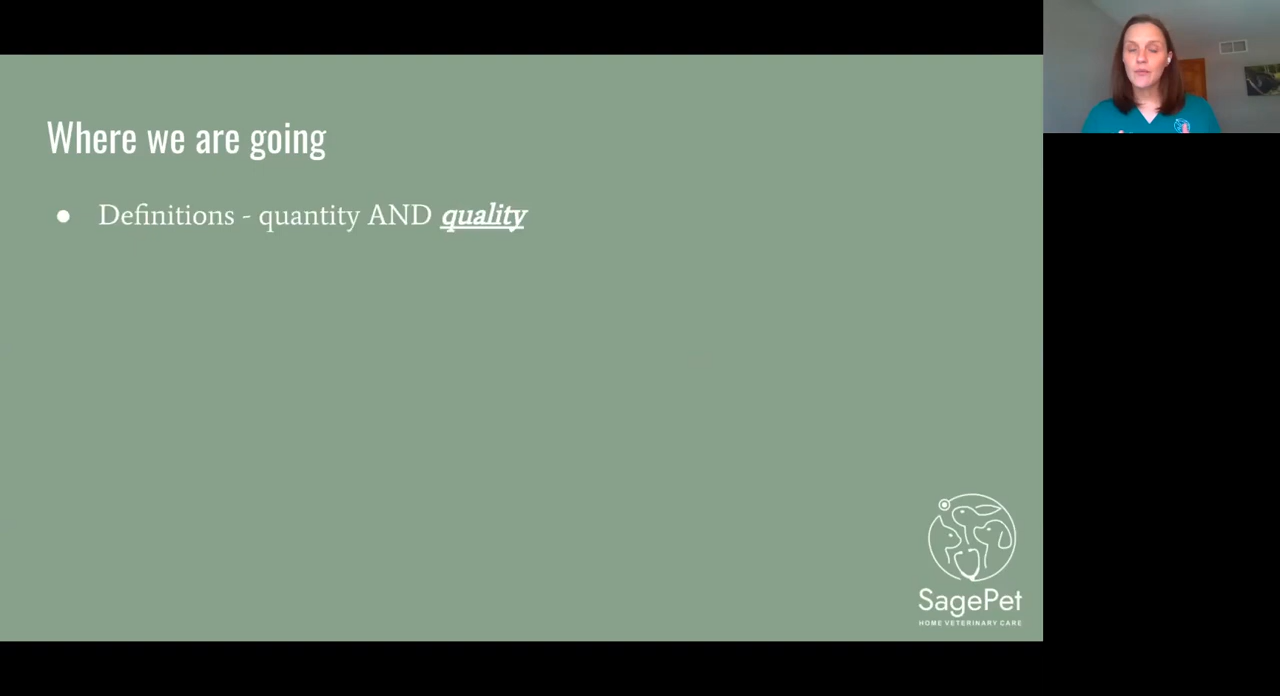 Where we are going
● Definitions - quantity AND quality
SagePet
HOME VETERINARY CARE